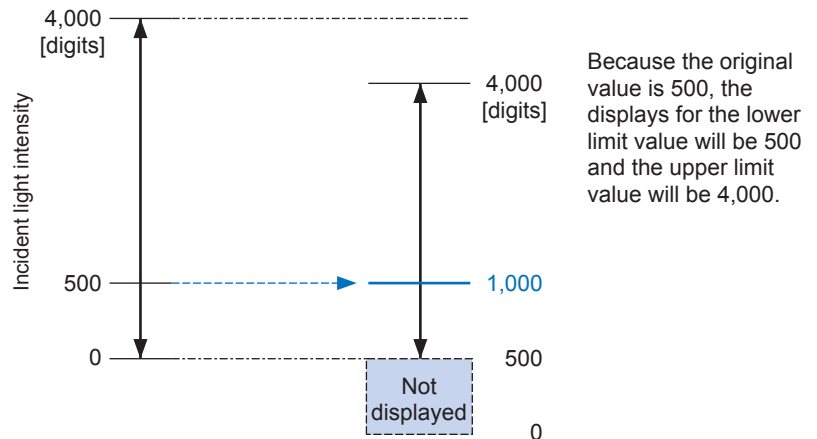 4,000
[digits]
Incident light intensity
500
0
4,000
[digits]
1,000
500
Not
displayed
0
Because the original
value is 500, the
displays for the lower
limit value will be 500
and the upper limit
value will be 4,000.